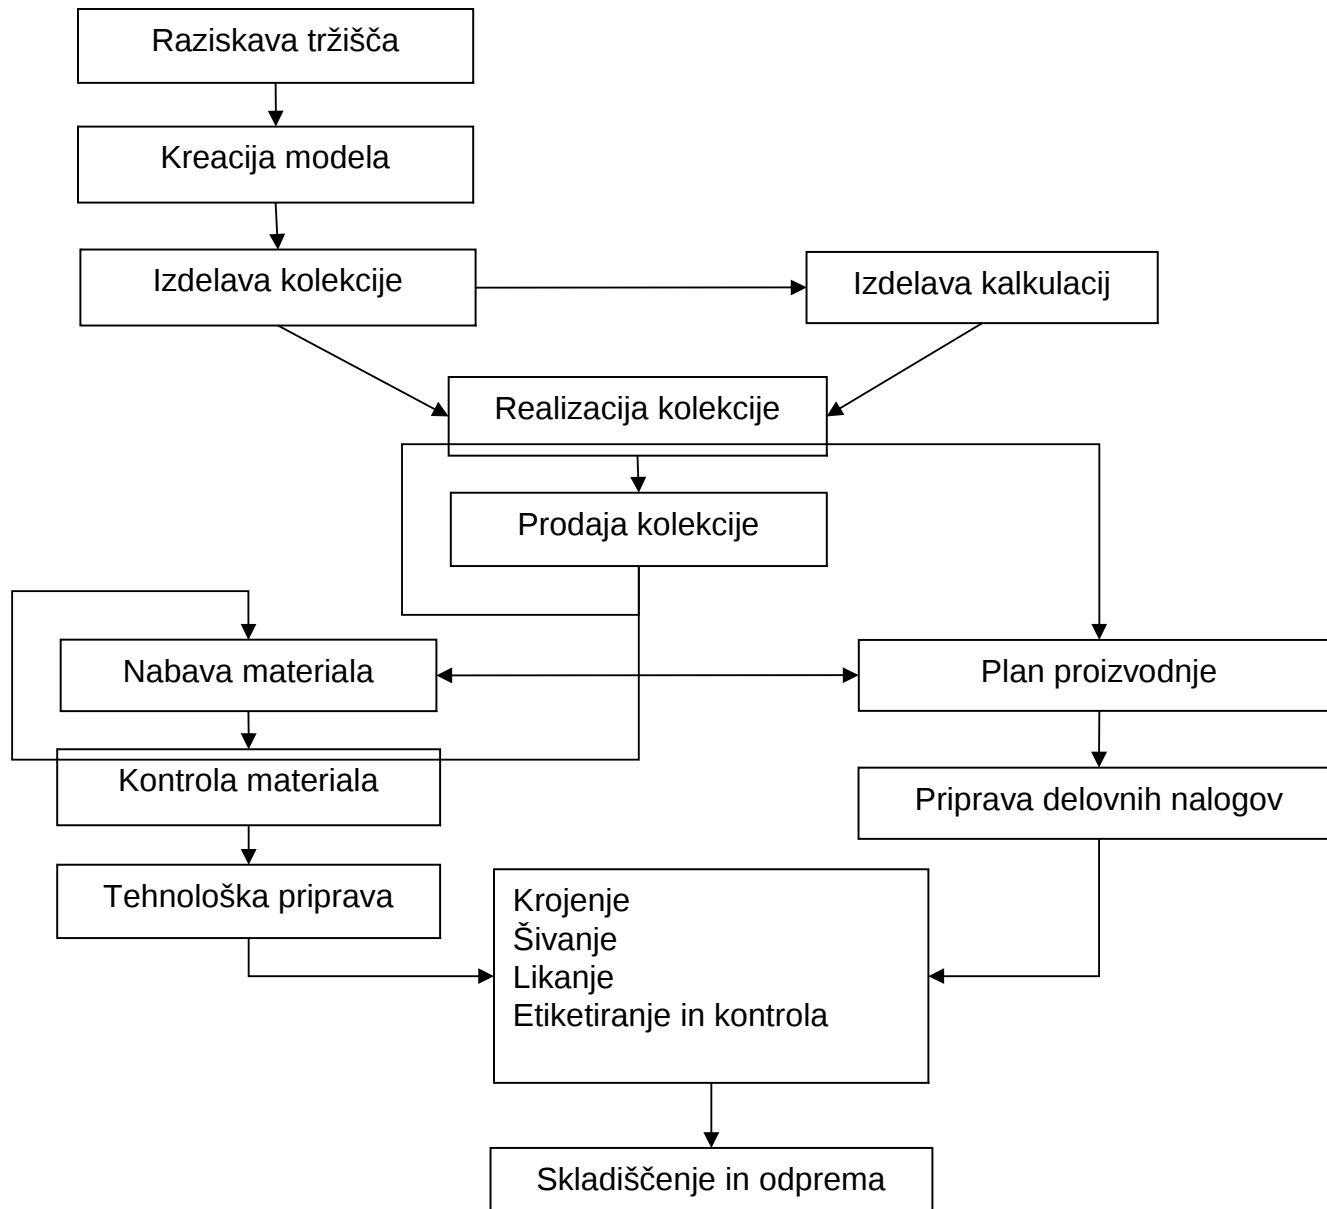 Raziskava tržišča
Kreacija modela
Izdelava kolekcije
Izdelava kalkulacij
Realizacija kolekcije
Prodaja kolekcije
Nabava materiala
Plan proizvodnje
Kontrola materiala
Priprava delovnih nalogov
Tehnološka priprava
Krojenje
Šivanje
Likanje
Etiketiranje in kontrola
Skladiščenje in odprema